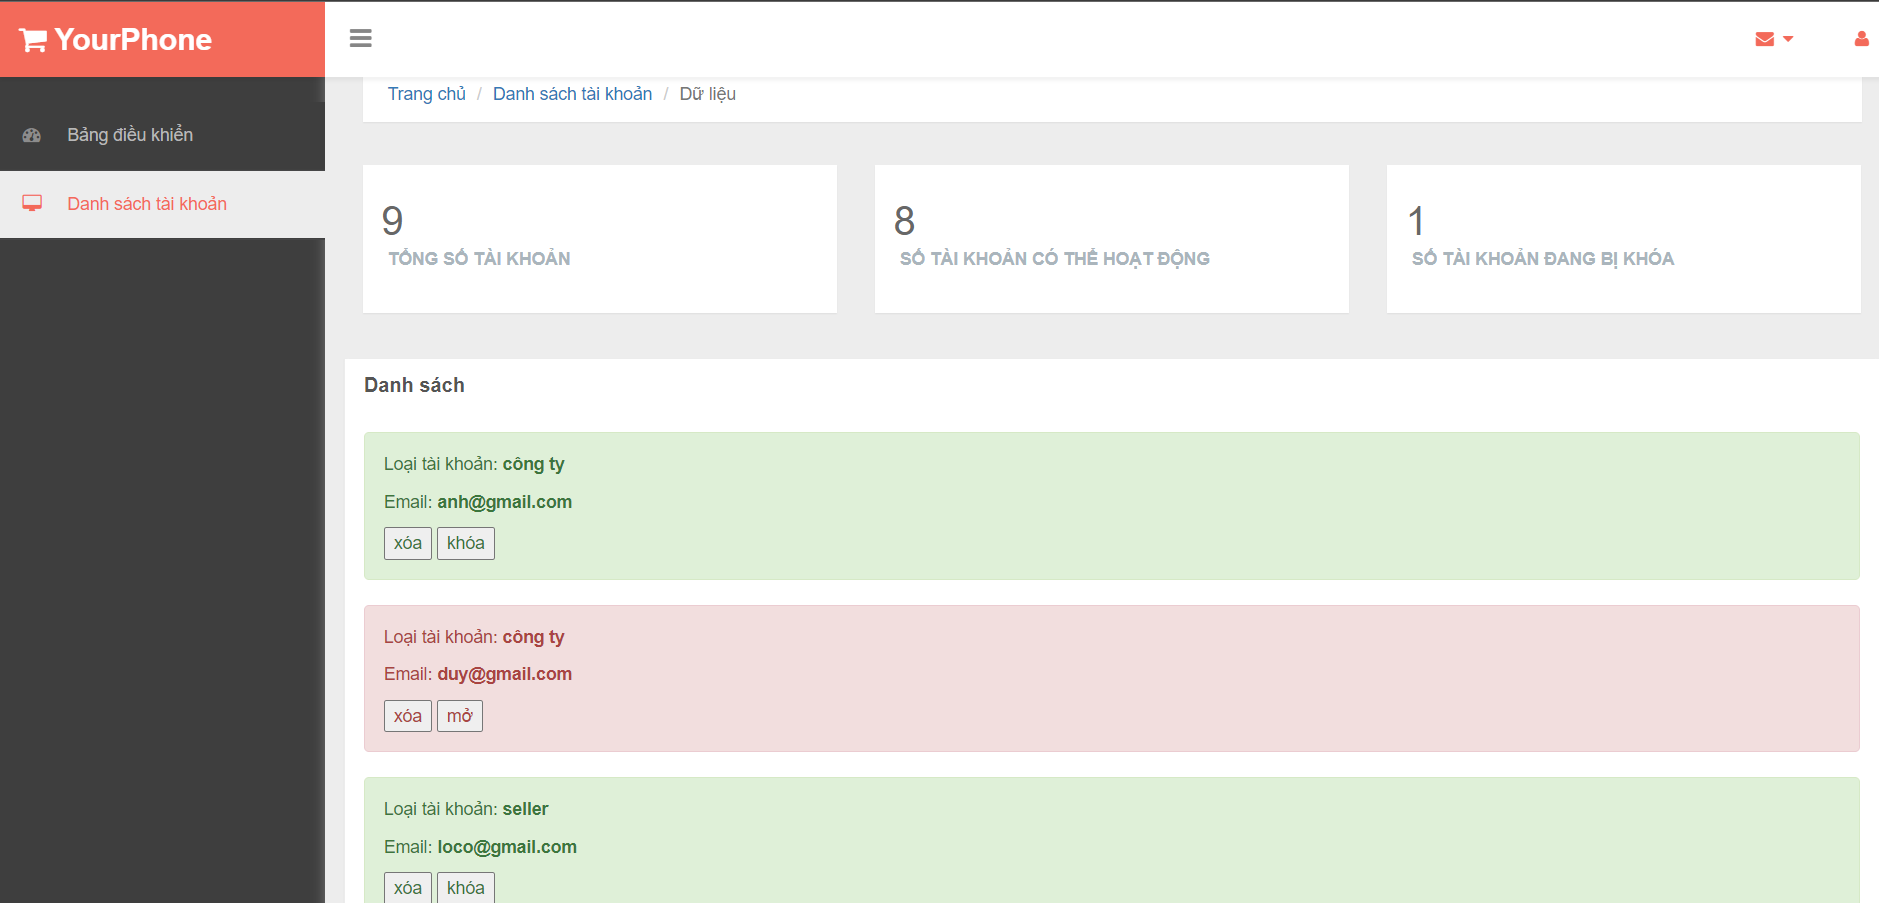 YourPhone
Trang chủ / Danh sách tài khoản / Dữ liệu
Bảng điều khiển
Danh sách tài khoản
9
TỔNG SỐ TÀI KHOẢN
8
SỐ TÀI KHOẢN CÓ THỂ HOẠT ĐỘNG
1
SỐ TÀI KHOẢN ĐANG BỊ KHÓA
Danh sách
Loại tài khoản: công ty
Email: anh@gmail.com
xóa khóa
Loại tài khoản: công ty
Email: duy@gmail.com
xóa mở
Loại tài khoản: seller
Email: loco@gmail.com
xóa khóa